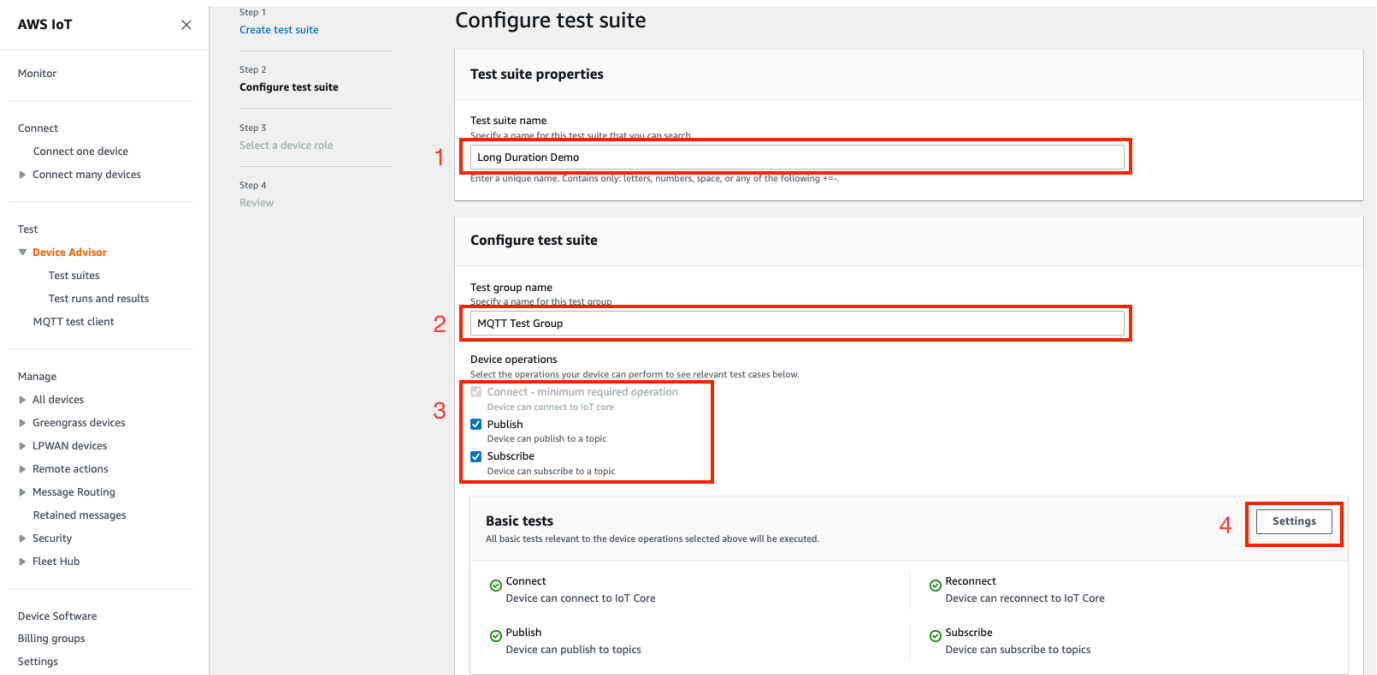 AWS IoT
Monitor
Connect
Connect one device
Connect many devices
Test
Device Advisor
Test suites
Test runs and results
MQTT test client
Manage
All devices
Greengrass devices
LPWAN devices
Remote actions
Message Routing
Retained messages
Security
Fleet Hub
Device Software
Billing groups
Settings
Step 1
Create test suite
Step 2
Configure test suite
Step 3
Select a device role
Step 4
Review
Configure test suite
Test suite properties
Test suite name
Specify a name for this test suite that you can search.
1
Long Duration Demo
Enter a unique name. Contains only: letters, numbers, space, or any of the following +=-.
Configure test suite
Test group name
Specify a name for this test group
2
MQTT Test Group
Device operations
Select the operations your device can perform to see relevant test cases below.
3
Connect - minimum required operation
Device can connect to IoT core
Publish
Device can publish to a topic
Subscribe
Device can subscribe to a topic
Basic tests
All basic tests relevant to the device operations selected above will be executed.
4
Settings
Connect
Device can connect to IoT Core
Reconnect
Device can reconnect to IoT Core
Publish
Device can publish to topics
Subscribe
Device can subscribe to topics